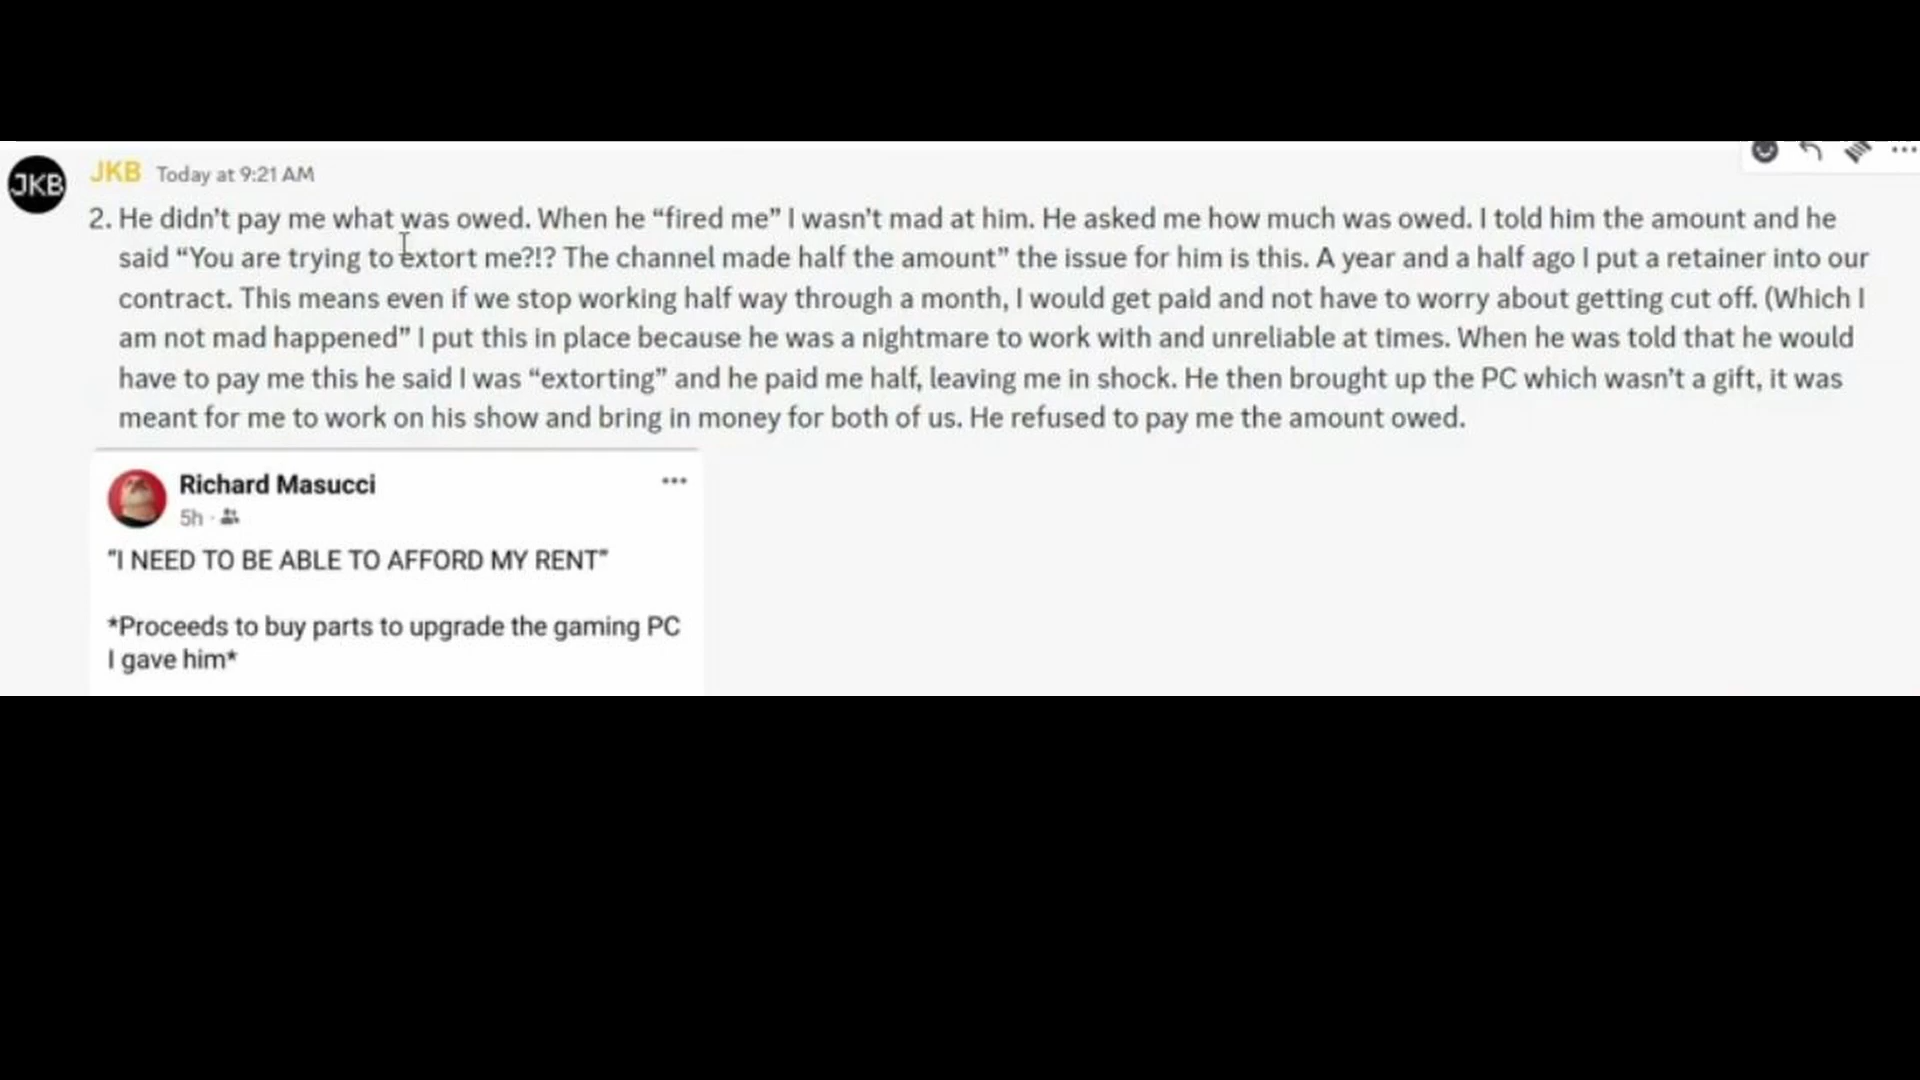 JKB
JKB Today at 9:21 AM
2. He didn't pay me what was owed. When he “fired me” I wasn't mad at him. He asked me how much was owed. I told him the amount and he
said “You are trying to extort me?!? The channel made half the amount” the issue for him is this. A year and a half ago I put a retainer into our
contract. This means even if we stop working half way through a month, I would get paid and not have to worry about getting cut off. (Which I
am not mad happened” I put this in place because he was a nightmare to work with and unreliable at times. When he was told that he would
have to pay me this he said I was “extorting” and he paid me half, leaving me in shock. He then brought up the PC which wasn't a gift, it was
meant for me to work on his show and bring in money for both of us. He refused to pay me the amount owed.
Richard Masucci
5h ·
"I NEED TO BE ABLE TO AFFORD MY RENT"
*Proceeds to buy parts to upgrade the gaming PC
I gave him*